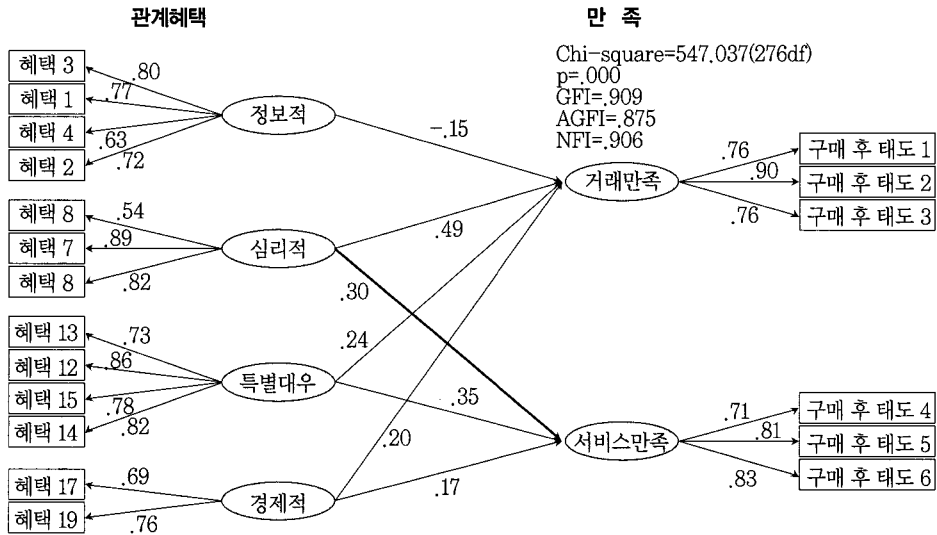 관계혜택
만 족
Chi-square=547.037(276df)
p=.000
GFI=.909
AGFI=.875
NFI=.906
혜택 3
혜택 1
혜택 4
혜택 2
.80
.77
.63
.72
정보적
-.15
혜택 8
혜택 7
혜택 8
.54
.89
.82
심리적
.49
.30
혜택 13
혜택 12
혜택 15
혜택 14
.73
.86
.78
.82
특별대우
.24
.35
혜택 17
혜택 19
.69
.76
경제적
.20
.17
거래만족
.76
.90
.76
구매 후 태도 1
구매 후 태도 2
구매 후 태도 3
서비스만족
.71
.81
.83
구매 후 태도 4
구매 후 태도 5
구매 후 태도 6